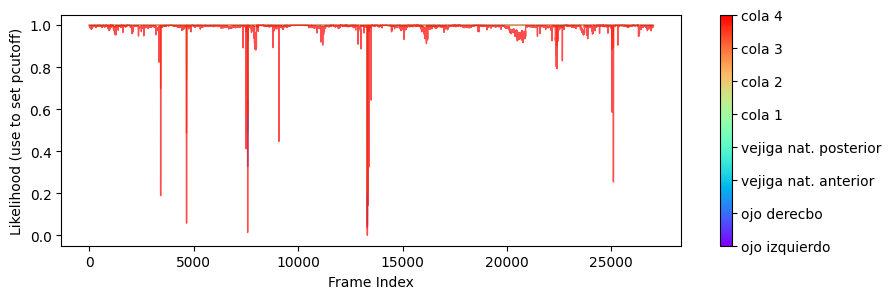 Likelihood (use to set pcutoff)
1.0
0.8
0.6
0.4
0.2
0.0
0
5000
10000
15000
20000
25000
Frame Index
cola 4
cola 3
cola 2
cola 1
vejiga nat. posterior
vejiga nat. anterior
ojo derecbo
ojo izquierdo